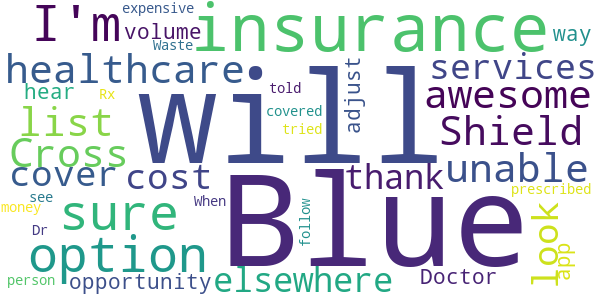 expensive
I'm volume insurance way
Waste
healthcare Will services
hear Rx told adjust awesome
list covered Shield
tried
Cross
cover cost Blue thank unable
prescribed
see sure When follow look
money
Dr option app
person opportunity elsewhere Doctor